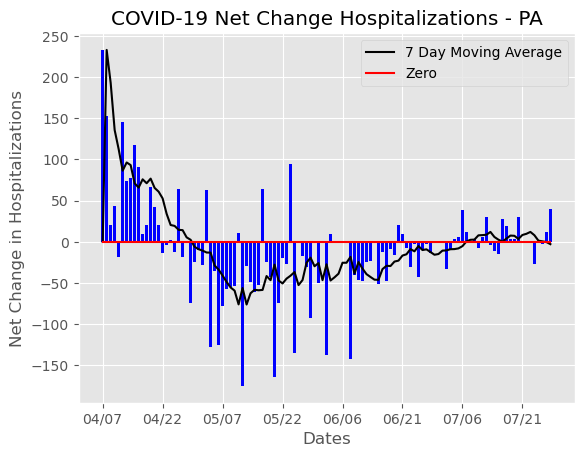 COVID-19 Net Change Hospitalizations - PA
Net Change in Hospitalizations
250
200
150
100
50
0
−50
−100
−150
7 Day Moving Average
Zero
04/07 04/22 05/07 05/22 06/06 06/21 07/06 07/21
Dates